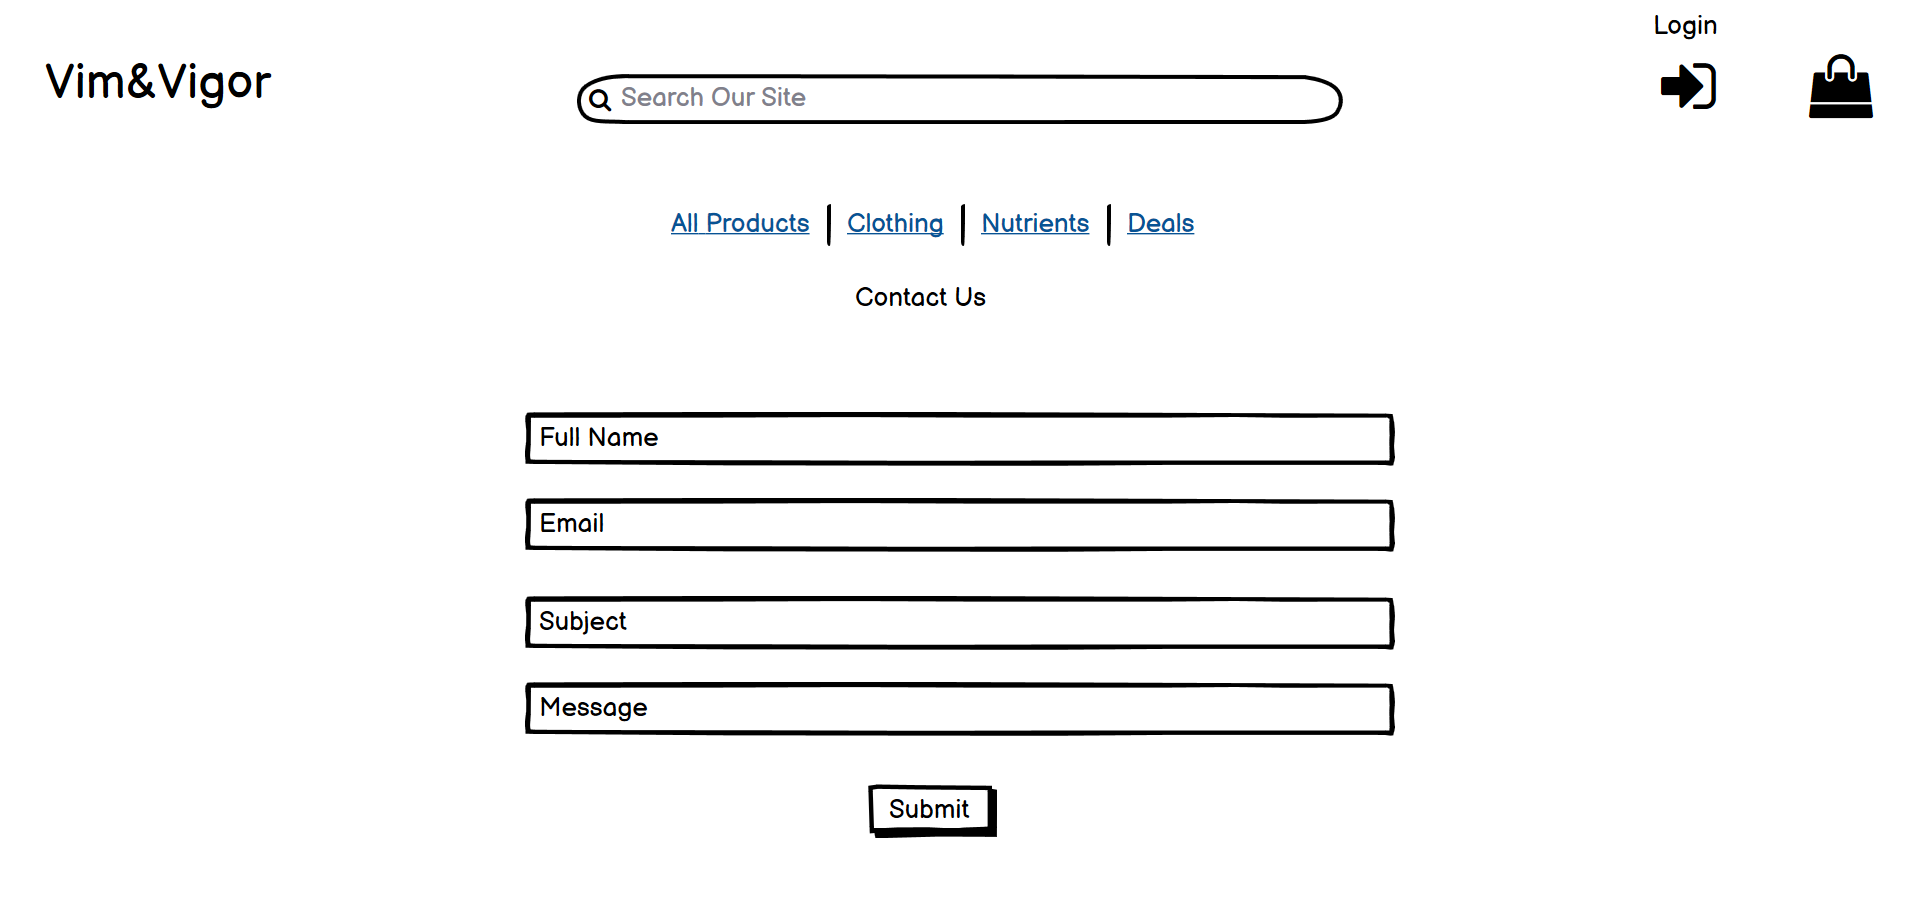 Login
Vim&Vigor
Search Our Site
All Products Clothing Nutrients Deals
Contact Us
Full Name
Email
Subject
Message
Submit